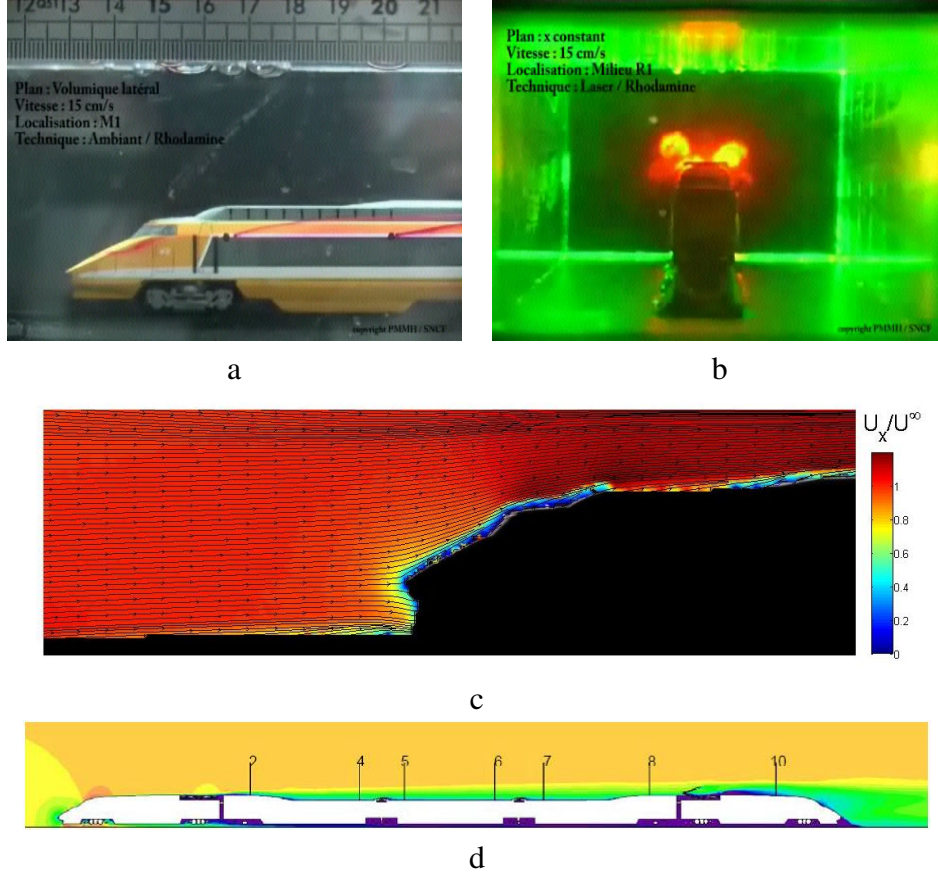 12 QSI 13 14 15 16 17 18 19 20 21
Plan : Volumique latéral
Vitesse : 15 cm/s
Localisation : M1
Technique : Ambiant / Rhodamine
copyright PMMH / SNCF
a
Plan : x constant
Vitesse : 15 cm/s
Localisation : Milieu R1
Technique : Laser / Rhodamine
copyright PMMH / SNCF
b
U_x/U^∞
1
0.8
0.6
0.4
0.2
0
c
2 4 5 6 7 8 10
d